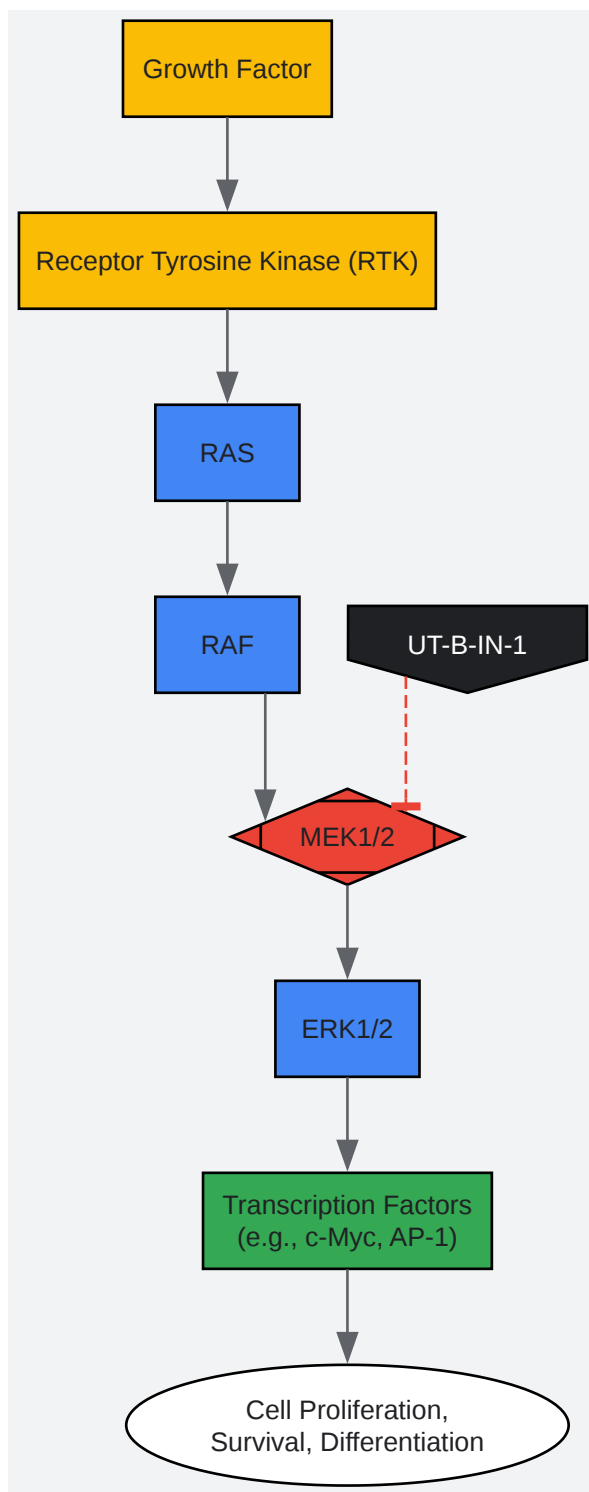 Growth Factor
Receptor Tyrosine Kinase (RTK)
RAS
RAF
UT-B-IN-1
MEK1/2
ERK1/2
Transcription Factors
(e.g., c-Myc, AP-1)
Cell Proliferation,
Survival, Differentiation